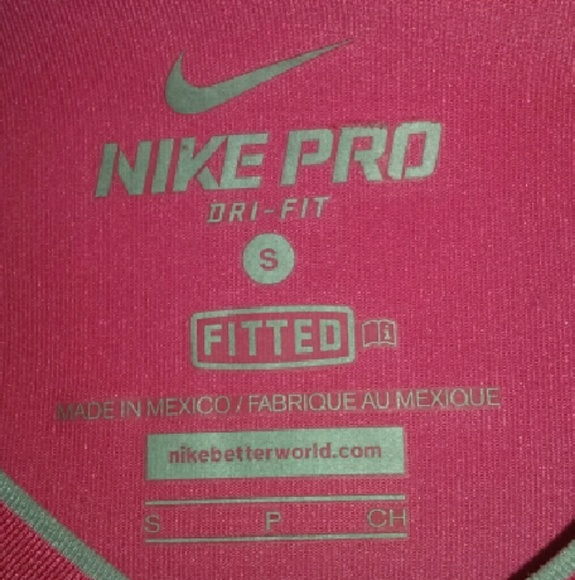 NIKE PRO
DRI-FIT
S
FITTED
MADE IN MEXICO / FABRIQUE AU MEXIQUE
nikebetterworld.com
S P CH